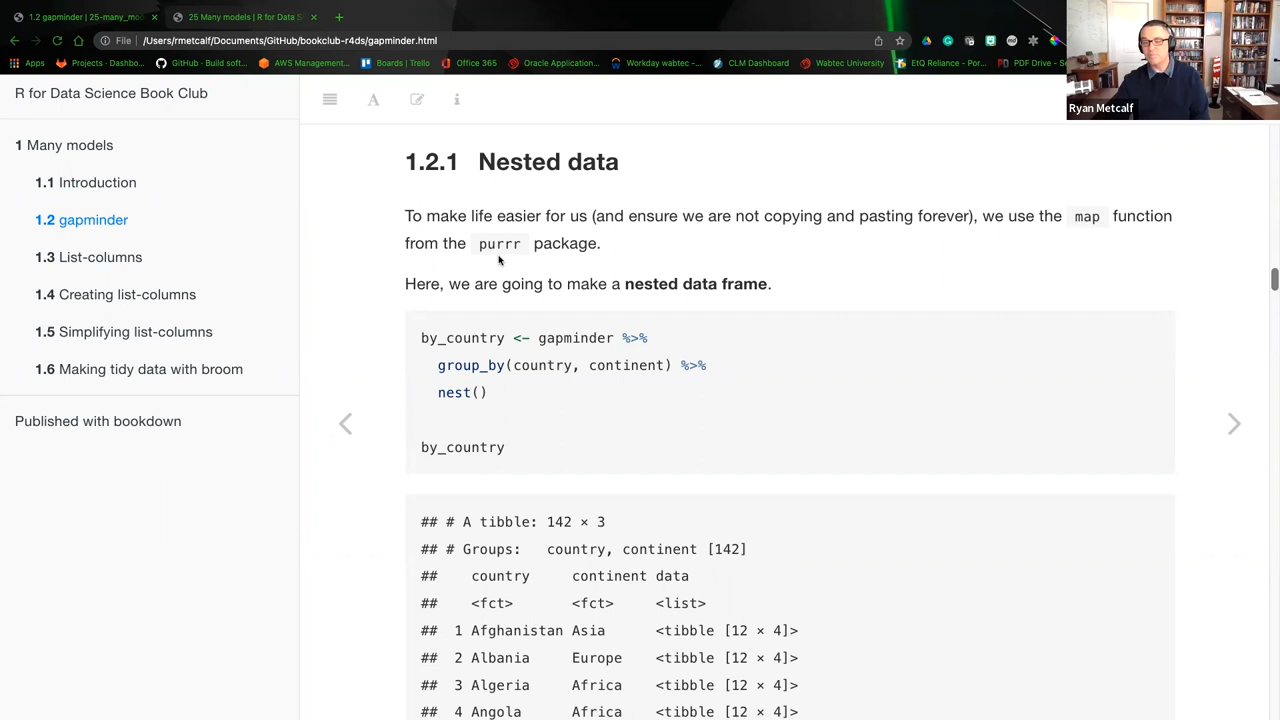 1.2 gapminder | 25-many_mod
25 Many models | R for Data S
File
/Users/rmetcalf/Documents/GitHub/bookclub-r4ds/gapminder.html
Apps
Projects · Dashbo...
GitHub · Build soft...
AWS Management...
Boards | Trello
Office 365
Oracle Application...
Workday wabtec -...
CLM Dashboard
Wabtec University
EtQ Reliance - Por...
PDF Drive - Se
Ryan Metcalf
R for Data Science Book Club
1 Many models
1.1 Introduction
1.2 gapminder
1.3 List-columns
1.4 Creating list-columns
1.5 Simplifying list-columns
1.6 Making tidy data with broom
Published with bookdown
1.2.1 Nested data
To make life easier for us (and ensure we are not copying and pasting forever), we use the map function
from the purrr package.
Here, we are going to make a nested data frame.
by_country <- gapminder %>%
group_by(country, continent) %>%
nest()
by_country
## # A tibble: 142 × 3
## # Groups: country, continent [142]
## country continent data
## <fct> <fct> <list>
## 1 Afghanistan Asia <tibble [12 × 4]>
## 2 Albania Europe <tibble [12 × 4]>
## 3 Algeria Africa <tibble [12 × 4]>
## 4 Angola Africa <tibble [12 × 4]>